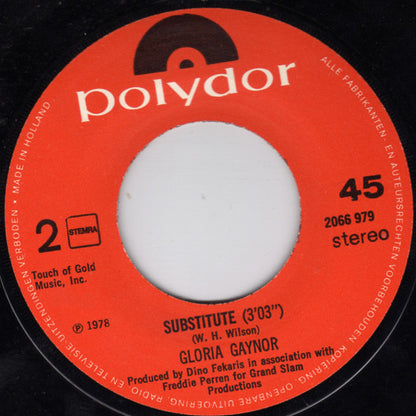 polydor
45
2066 979
stereo
2
STEMRA
Touch of Gold
Music, Inc.
℗ 1978
SUBSTITUTE (3'03")
(W. H. Wilson)
GLORIA GAYNOR
Produced by Dino Fekaris in association with
Freddie Perren for Grand Slam
Productions
ALLE FABRIKANTEN- EN AUTEURSRECHTEN VOORBEHOUDEN KOPIËRING, OPENBARE UITVOERING, RADIO EN TELEVISIE UITZENDINGEN VERBODEN • MADE IN HOLLAND